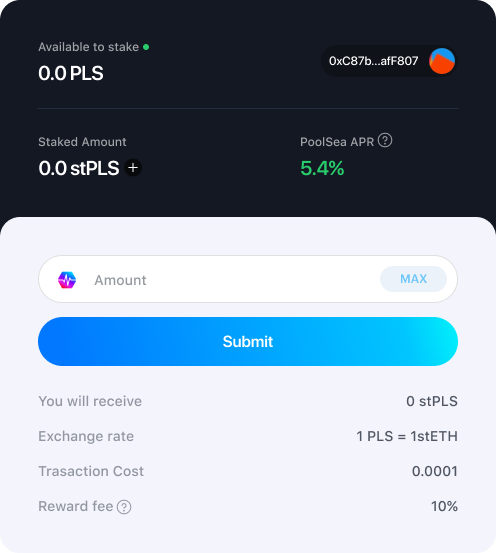 Available to stake
0.0 PLS
0xC87b...afF807
Staked Amount
PoolSea APR ?
0.0 stPLS +
5.4%
Amount
MAX
Submit
You will receive
0 stPLS
Exchange rate
1 PLS = 1stETH
Trasaction Cost
0.0001
Reward fee ?
10%